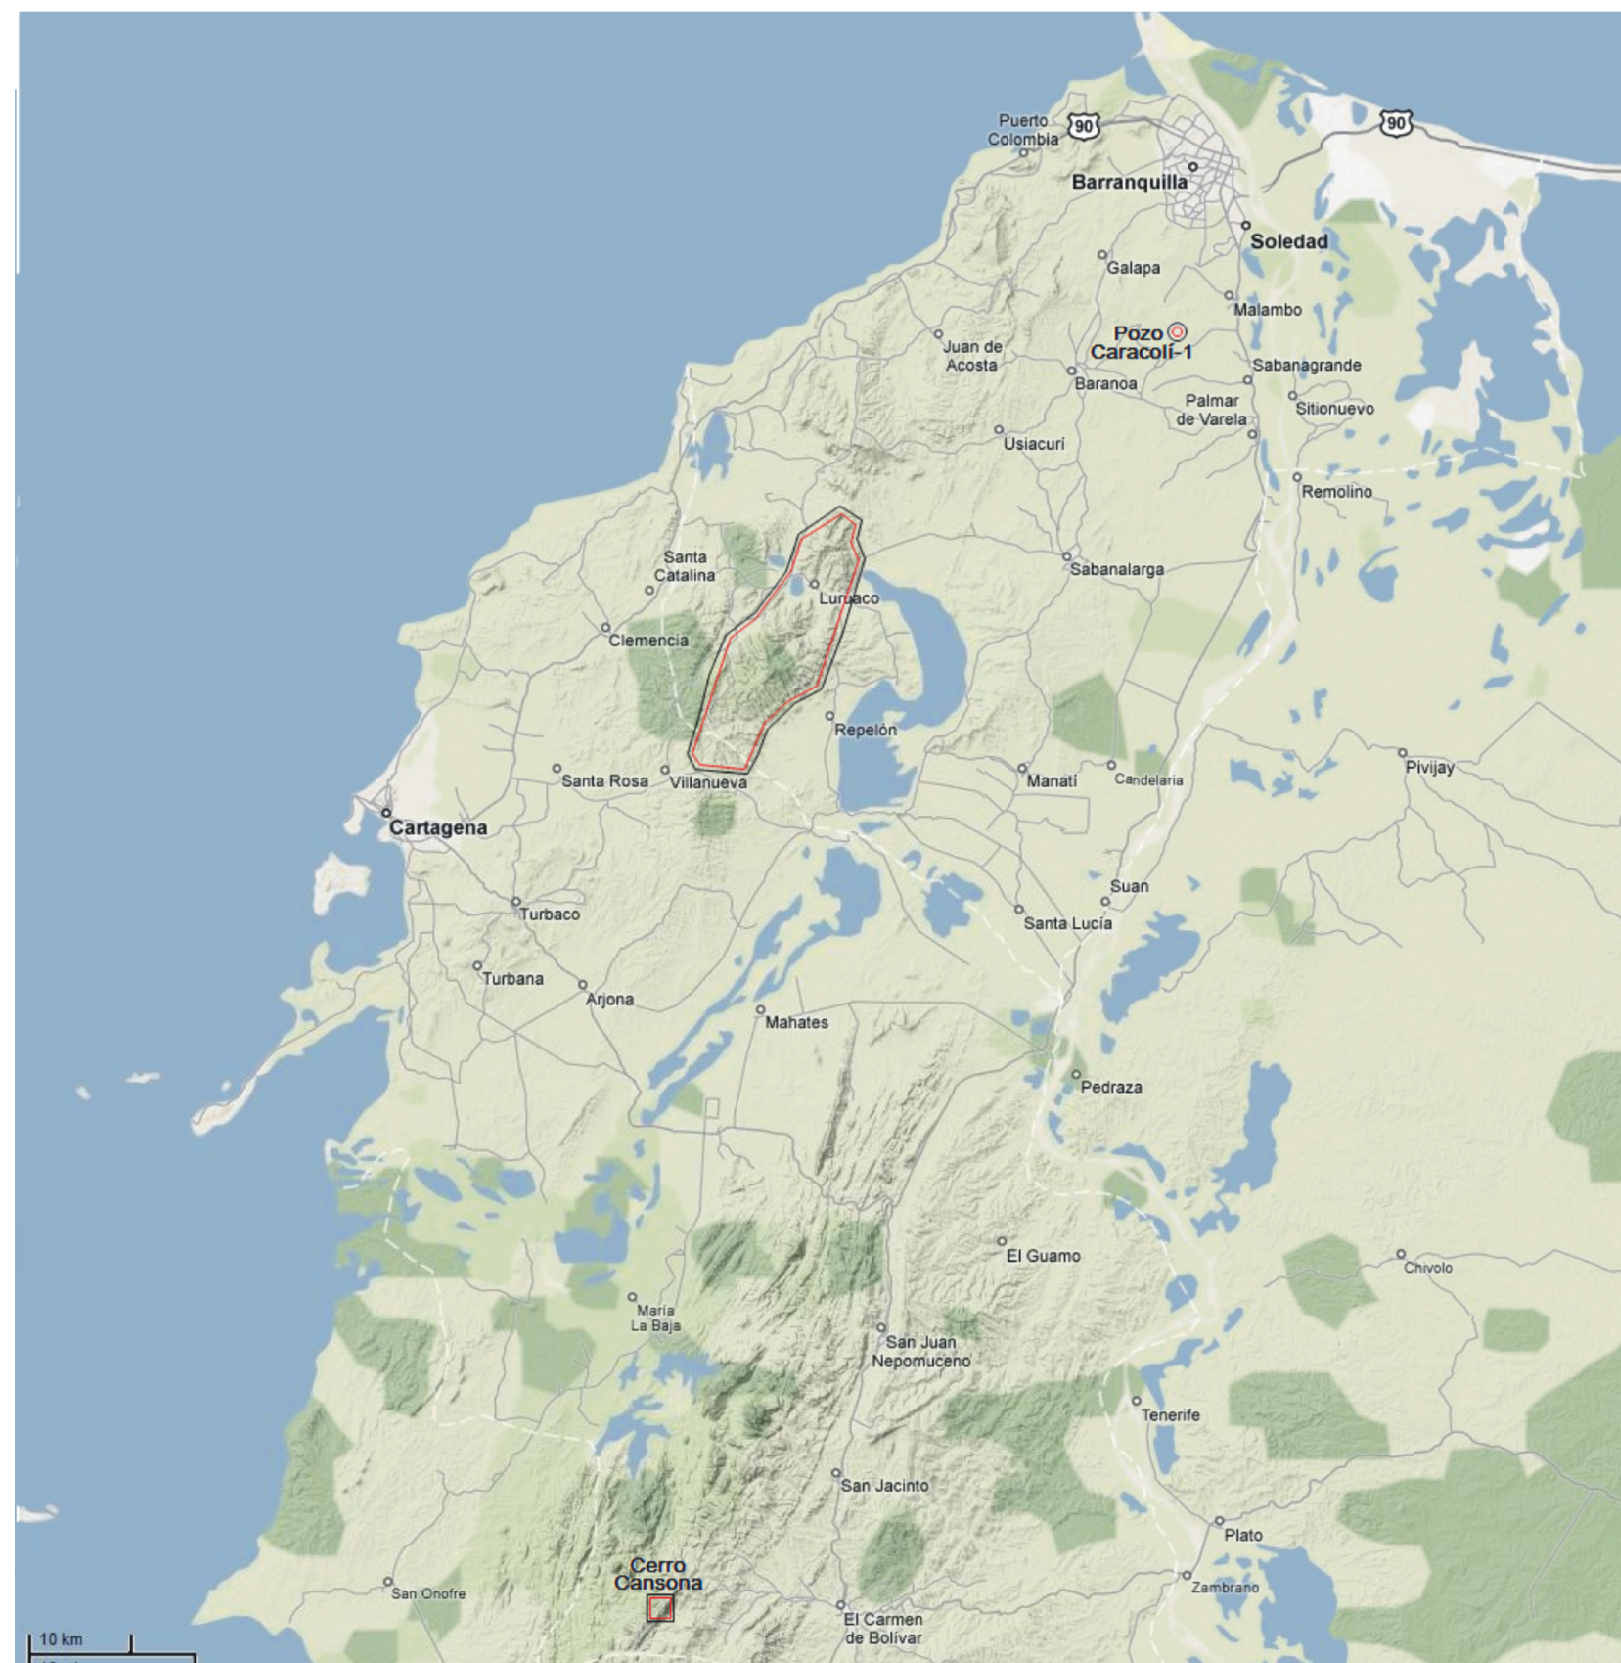 Puerto
Colombia
90
90
Barranquilla
Soledad
Galapa
Malambo
Pozo
Caracolí-1
Juan de
Acosta
Sabanagrande
Baranoa
Palmar
de Varela
Sitionuevo
Usiacurí
Remolino
Santa
Catalina
Sabanalarga
Luruaco
Clemencia
Repelón
Santa Rosa
Villanueva
Manatí
Candelaria
Pivijay
Cartagena
Suan
Turbaco
Santa Lucía
Turbana
Arjona
Mahates
Pedraza
El Guamo
Chivolo
María
La Baja
San Juan
Nepomuceno
Tenerife
San Jacinto
Plato
Cerro
Cansona
San Onofre
Zambrano
El Carmen
de Bolívar
10 km